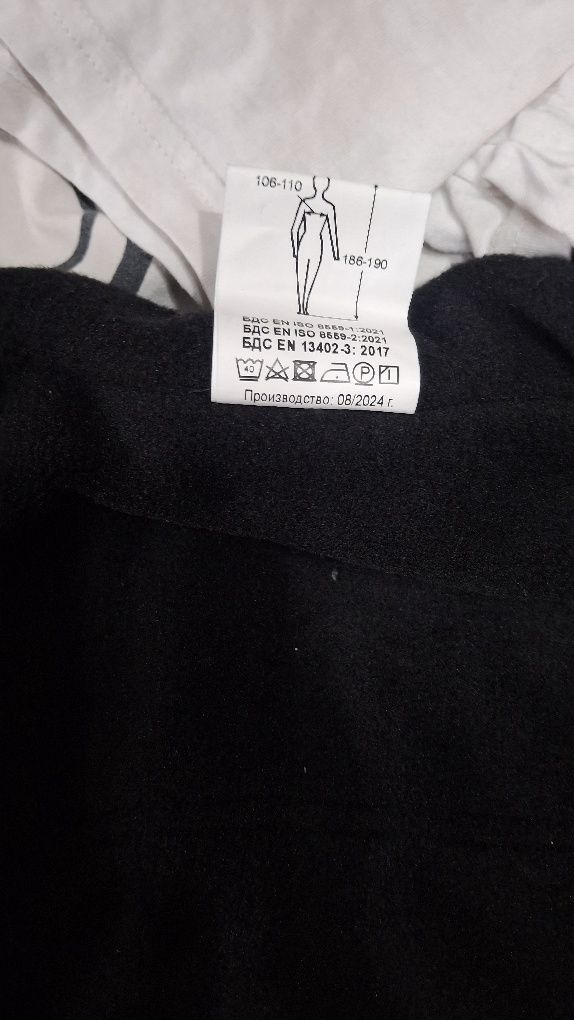 106-110
186-190
БДС EN ISO 8559-1:2021
БДС EN ISO 8559-2:2021
БДС EN 13402-3: 2017
40 P
Производство: 08/2024 г.